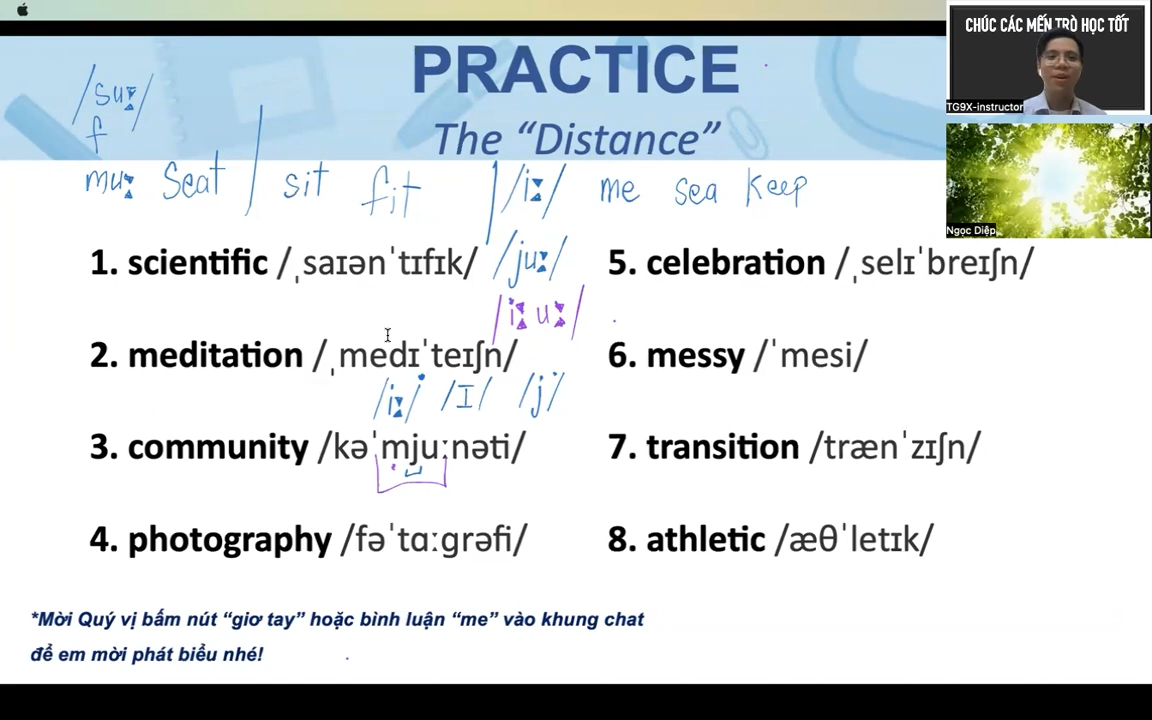 CHÚC CÁC MẾN TRÒ HỌC TỐT
TG9X-instructor
Ngọc Diệp
PRACTICE
The “Distance”
/suː/
f
muː seat | sit fit | /iː/ me sea keep
1. scientific /ˌsaɪənˈtɪfɪk/
/juː/
/iː uː/
2. meditation /ˌmedɪˈteɪʃn/
/iː/ /I/ /j/
3. community /kəˈmjuːnəti/
4. photography /fəˈtɑːɡrəfi/
5. celebration /ˌselɪˈbreɪʃn/
6. messy /ˈmesi/
7. transition /trænˈzɪʃn/
8. athletic /æθˈletɪk/
*Mời Quý vị bấm nút “giơ tay” hoặc bình luận “me” vào khung chat
để em mời phát biểu nhé!